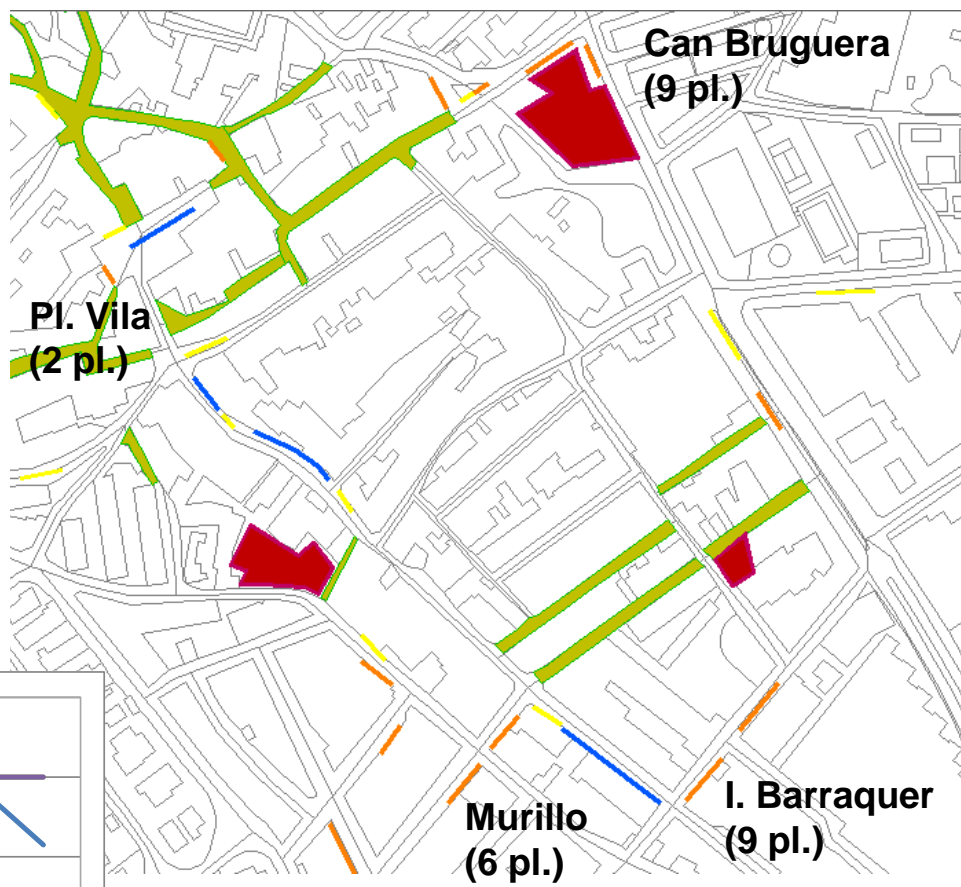 Can Bruguera
(9 pl.)
Pl. Vila
(2 pl.)
Murillo
(6 pl.)
I. Barraquer
(9 pl.)